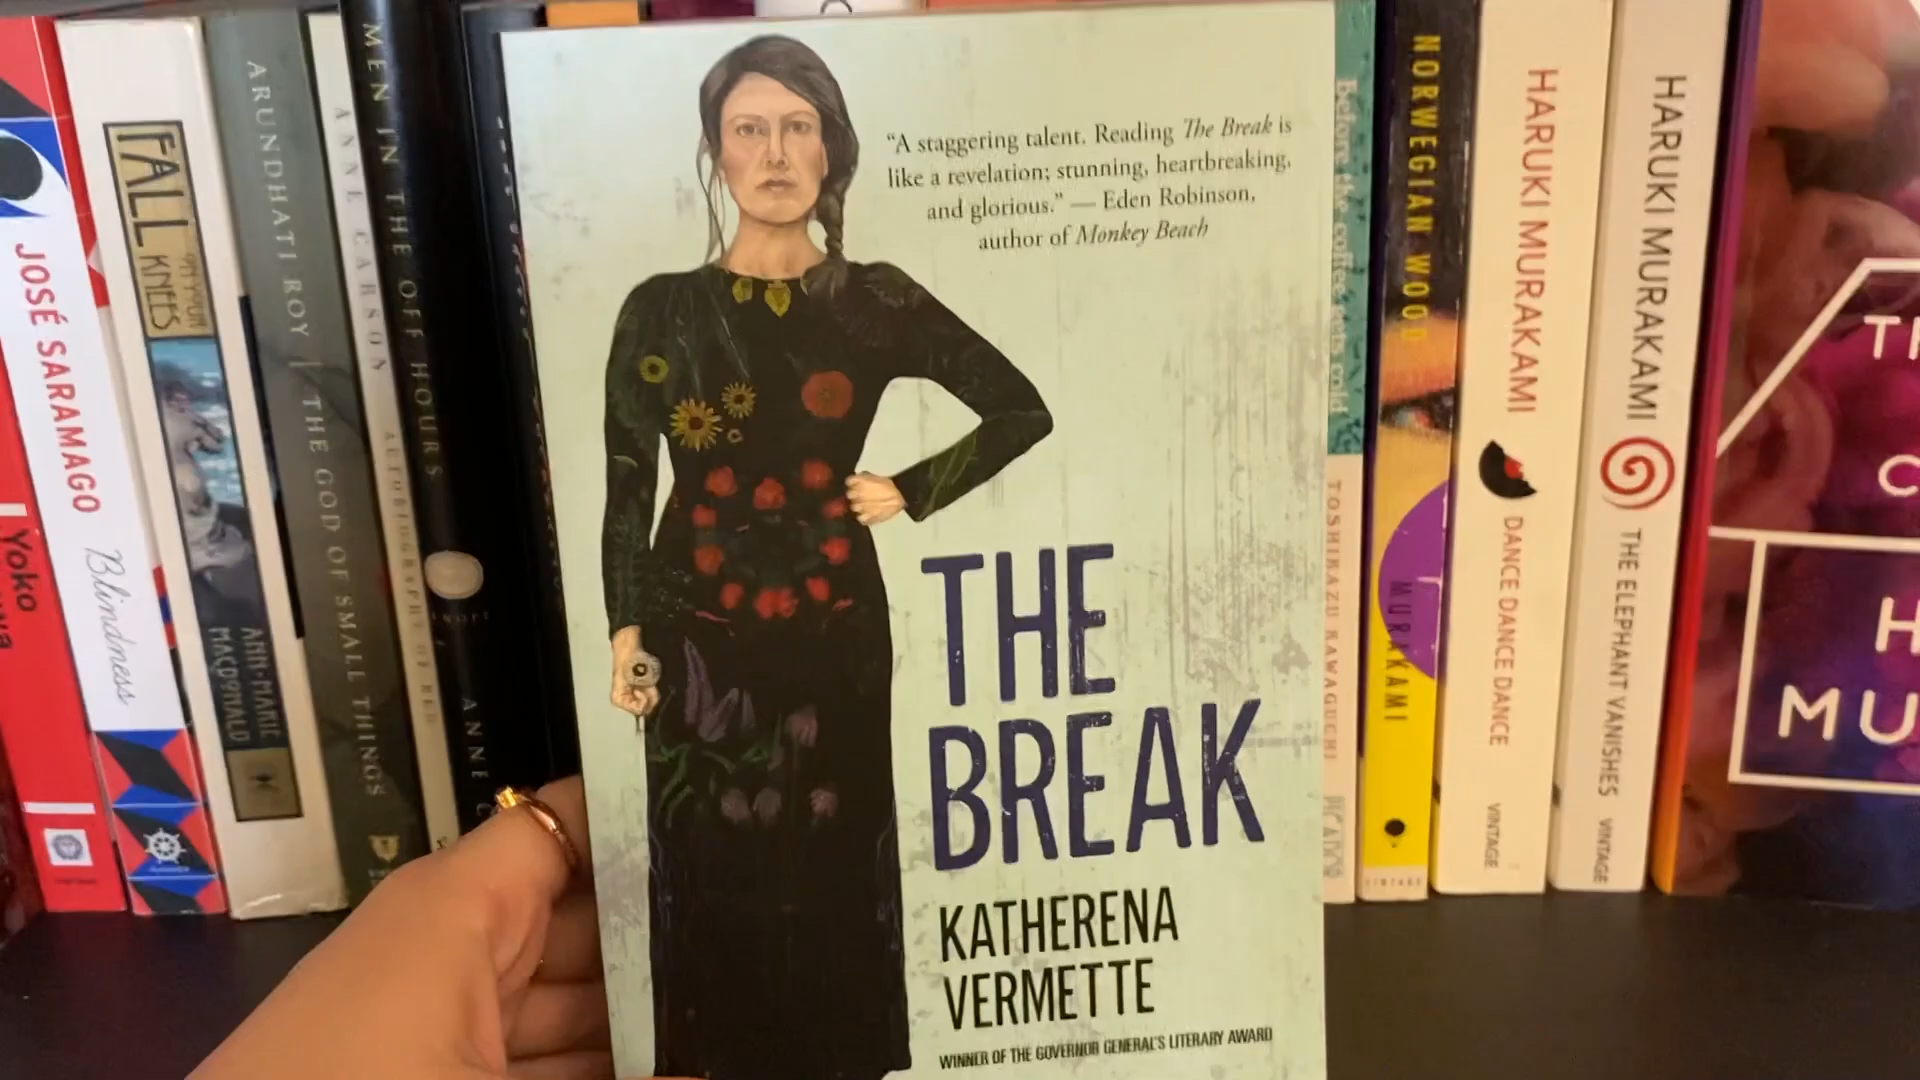 Yoko
JOSÉ SARAMAGO
Blindness
FALL
ON YOUR
KNEES
ANN-MARIE
MACDONALD
ARUNDHATI ROY
THE GOD OF SMALL THINGS
ANNE CARSON
AUTOBIOGRAPHY OF RED
MEN IN THE OFF HOURS
ANNE
“A staggering talent. Reading The Break is
like a revelation; stunning, heartbreaking,
and glorious.” — Eden Robinson,
author of Monkey Beach
THE
BREAK
KATHERENA
VERMETTE
WINNER OF THE GOVERNOR GENERAL'S LITERARY AWARD
Before the coffee gets cold
TOSHIKAZU KAWAGUCHI
PICADOR
NORWEGIAN WOOD
MURAKAMI
VINTAGE
HARUKI MURAKAMI
DANCE DANCE DANCE
VINTAGE
HARUKI MURAKAMI
THE ELEPHANT VANISHES
VINTAGE
H
MU